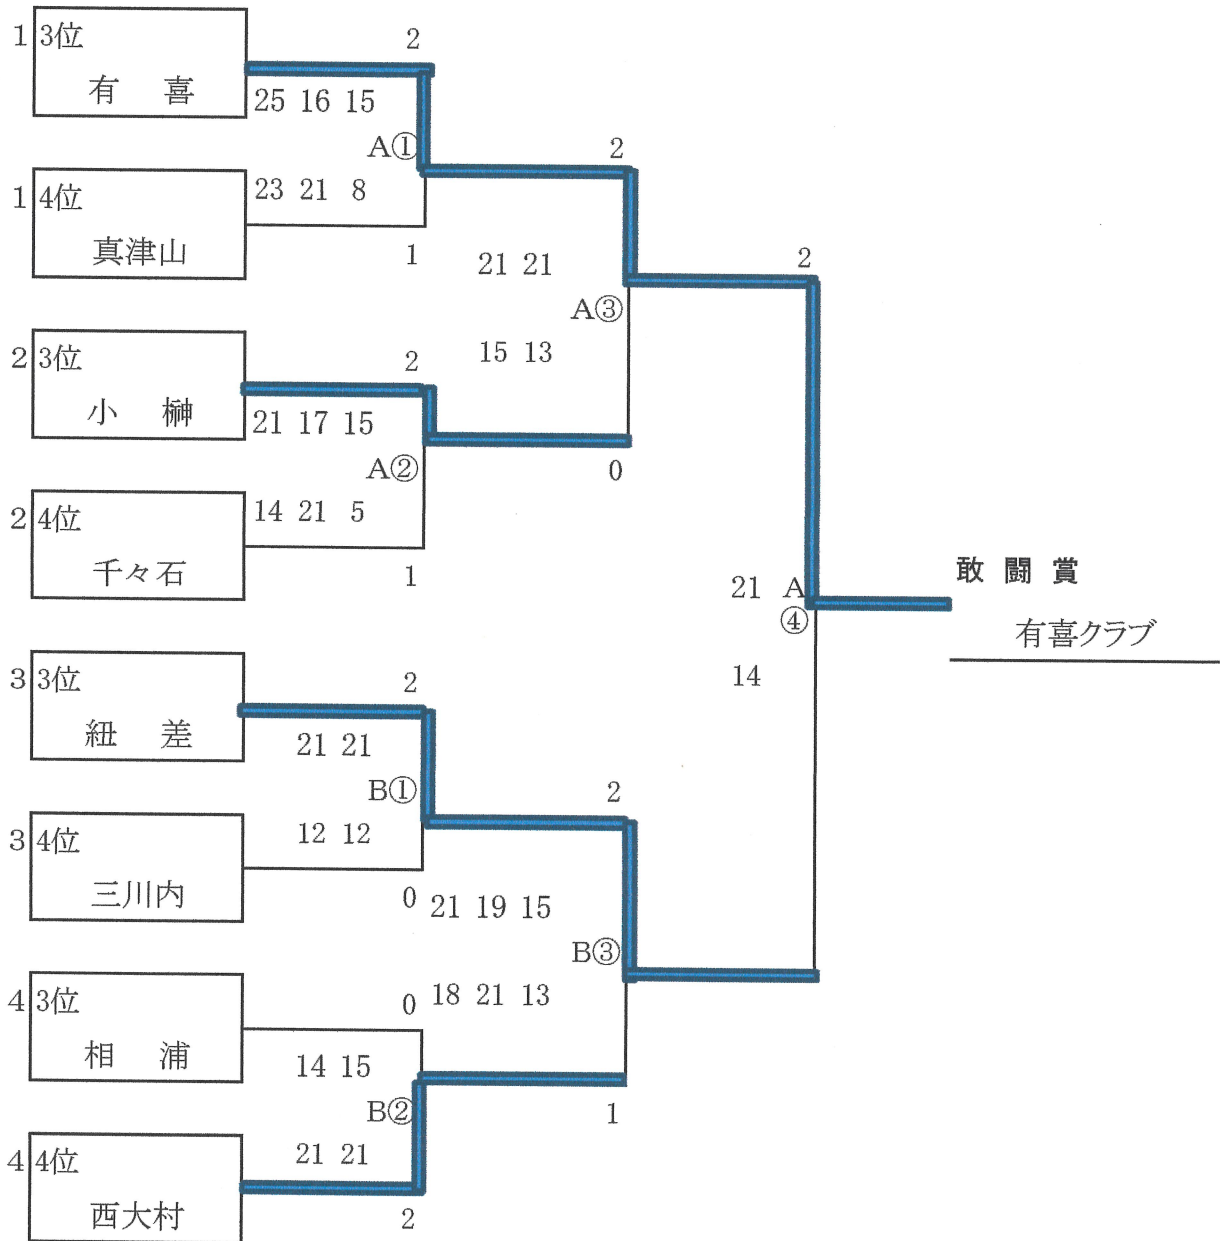 1 3位 2
有 喜
25 16 15
A①
2
1 4位
23 21 8
真津山
1
21 21
2
A③
2 3位
2
15 13
小 榊
21 17 15
A②
0
2 4位
14 21 5
千々石
1
敢 闘 賞
21 A
④
有喜クラブ
14
3 3位
2
紐 差
21 21
B①
2
3 4位
12 12
三川内
0
21 19 15
B③
4 3位
0
18 21 13
相 浦
14 15
B②
1
4 4位
21 21
西大村
2